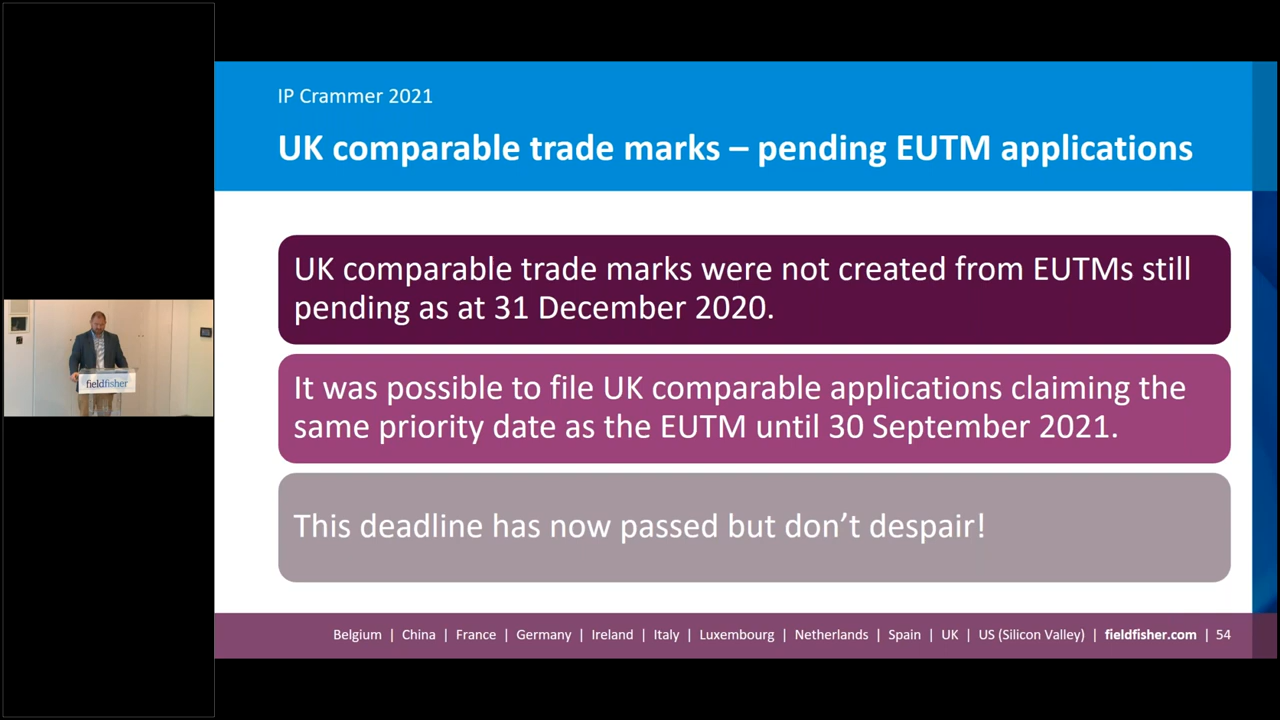 IP Crammer 2021
UK comparable trade marks – pending EUTM applications
UK comparable trade marks were not created from EUTMs still
pending as at 31 December 2020.
It was possible to file UK comparable applications claiming the
same priority date as the EUTM until 30 September 2021.
This deadline has now passed but don’t despair!
fieldfisher
Belgium | China | France | Germany | Ireland | Italy | Luxembourg | Netherlands | Spain | UK | US (Silicon Valley) | fieldfisher.com | 54